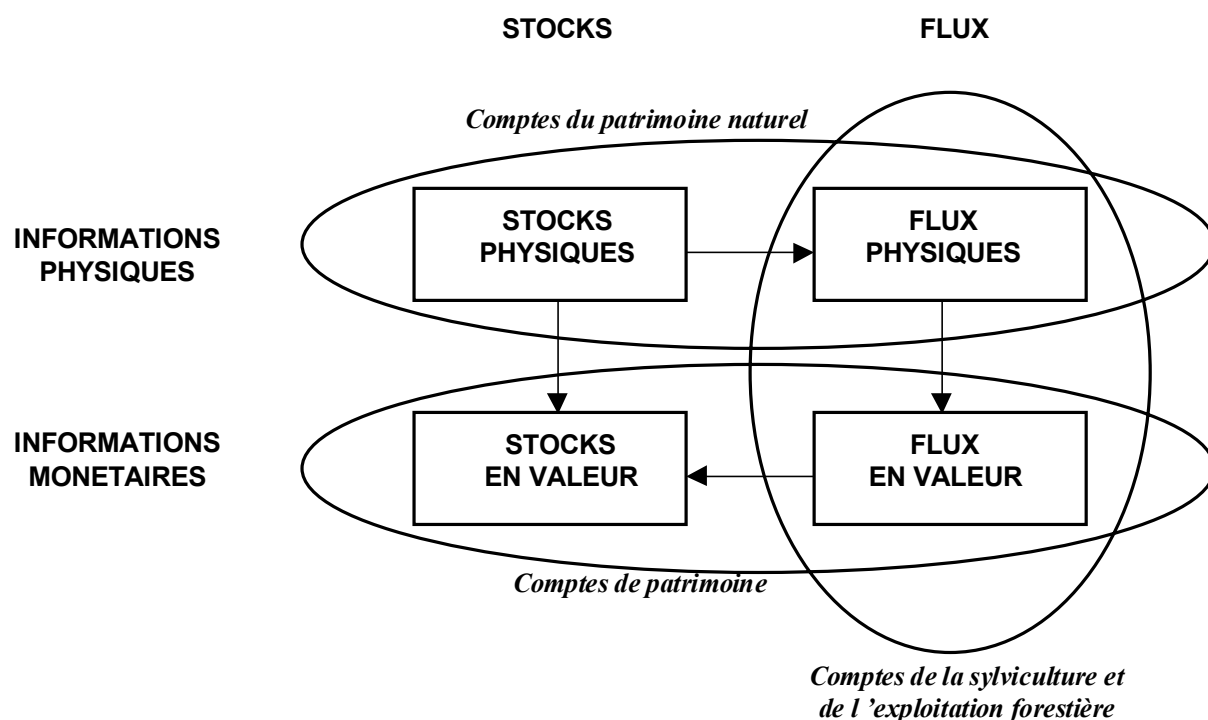 STOCKS
FLUX
Comptes du patrimoine naturel
INFORMATIONS
PHYSIQUES
STOCKS
PHYSIQUES
FLUX
PHYSIQUES
INFORMATIONS
MONETAIRES
STOCKS
EN VALEUR
FLUX
EN VALEUR
Comptes de patrimoine
Comptes de la sylviculture et
de l ’exploitation forestière